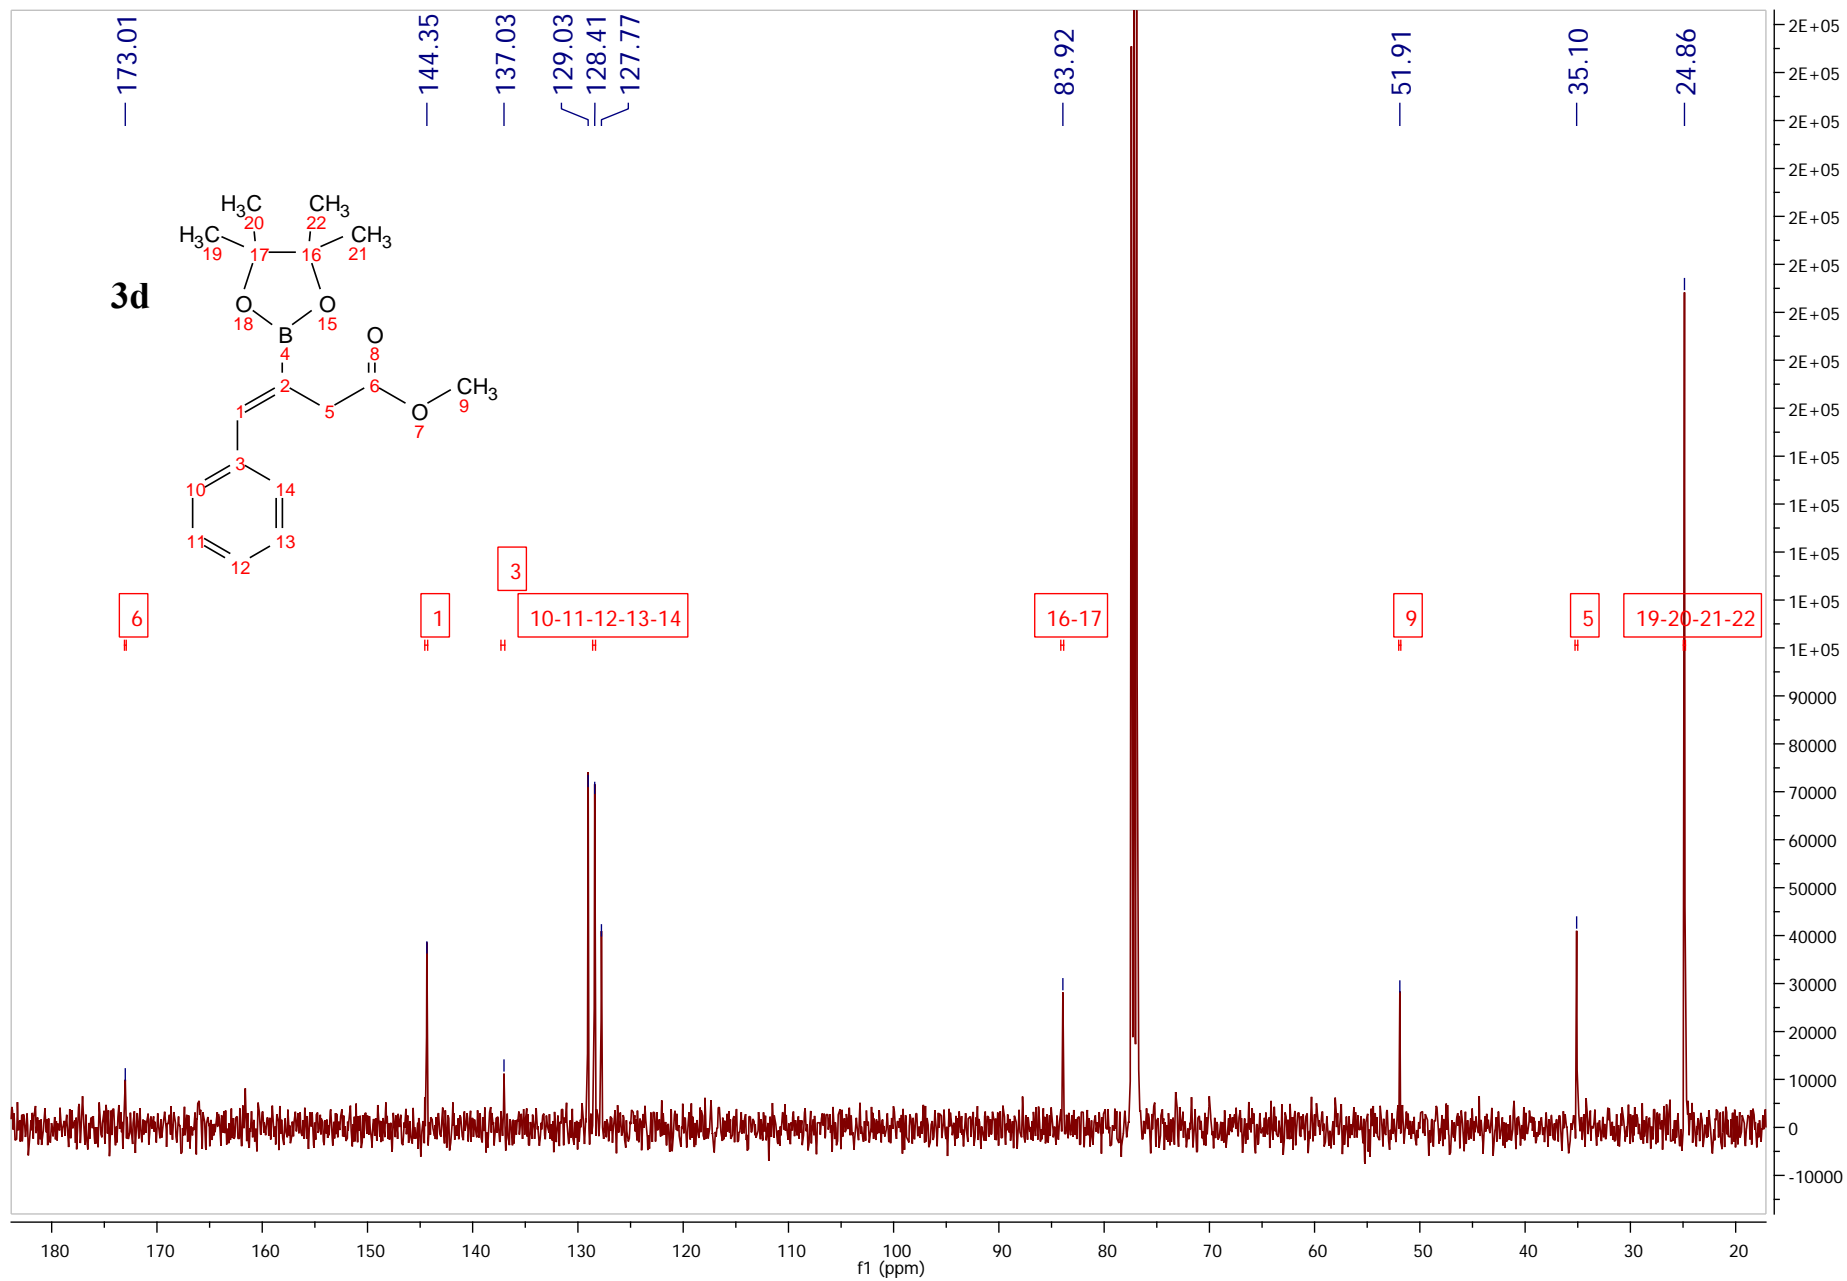 173.01
144.35
137.03
129.03
128.41
127.77
83.92
51.91
35.10
24.86
2E+05
2E+05
2E+05
2E+05
2E+05
2E+05
2E+05
2E+05
2E+05
1E+05
1E+05
1E+05
1E+05
1E+05
90000
80000
70000
60000
50000
40000
30000
20000
10000
0
-10000
H3C
20
CH3
22
H3C
19
CH3
21
17
16
3d
O
18
O
15
B
4
O
8
2
6
CH3
9
1
5
O
7
3
10
14
11
13
12
3
6
1
10-11-12-13-14
16-17
9
5
19-20-21-22
180 170 160 150 140 130 120 110 100 90 80 70 60 50 40 30 20
f1 (ppm)